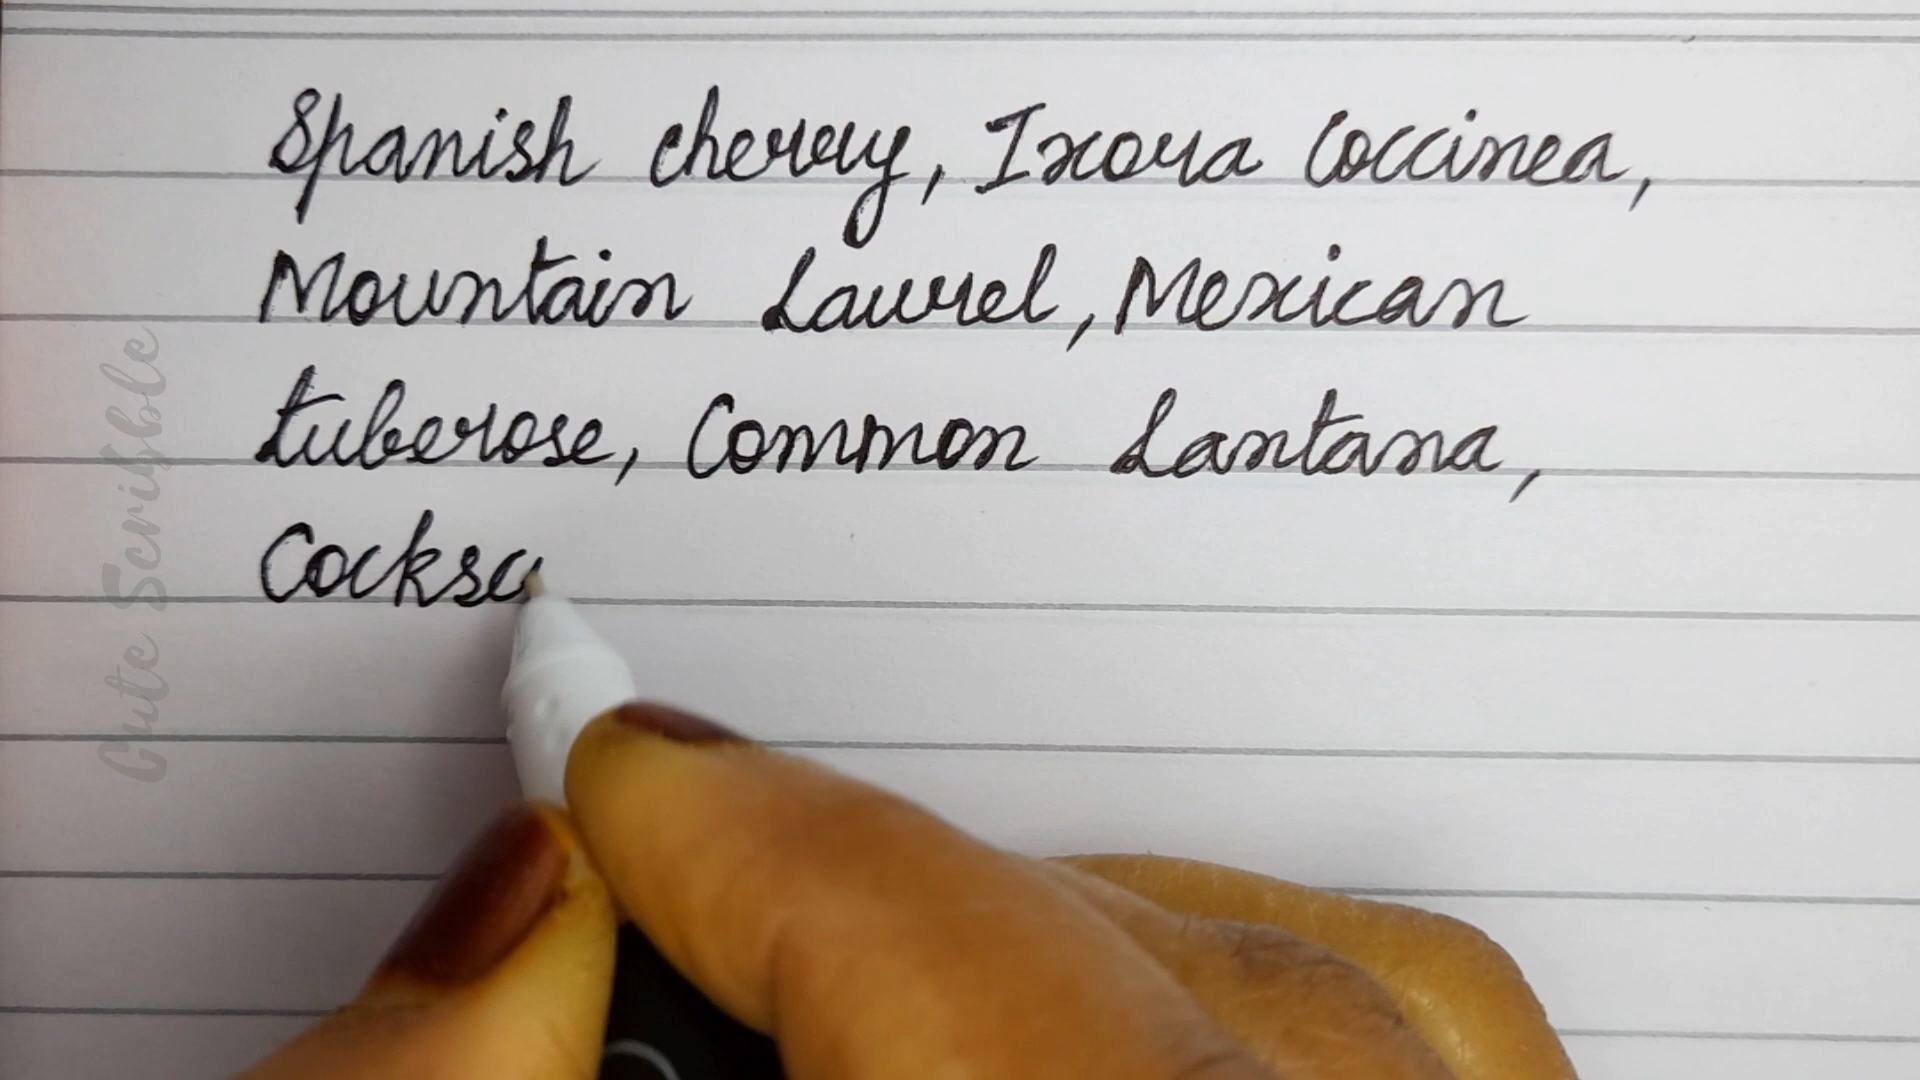 Spanish cherry, Ixora Coccinea,
Mountain Laurel, Mexican
tuberose, Common Lantana,
Cocksc
Cute Scribble